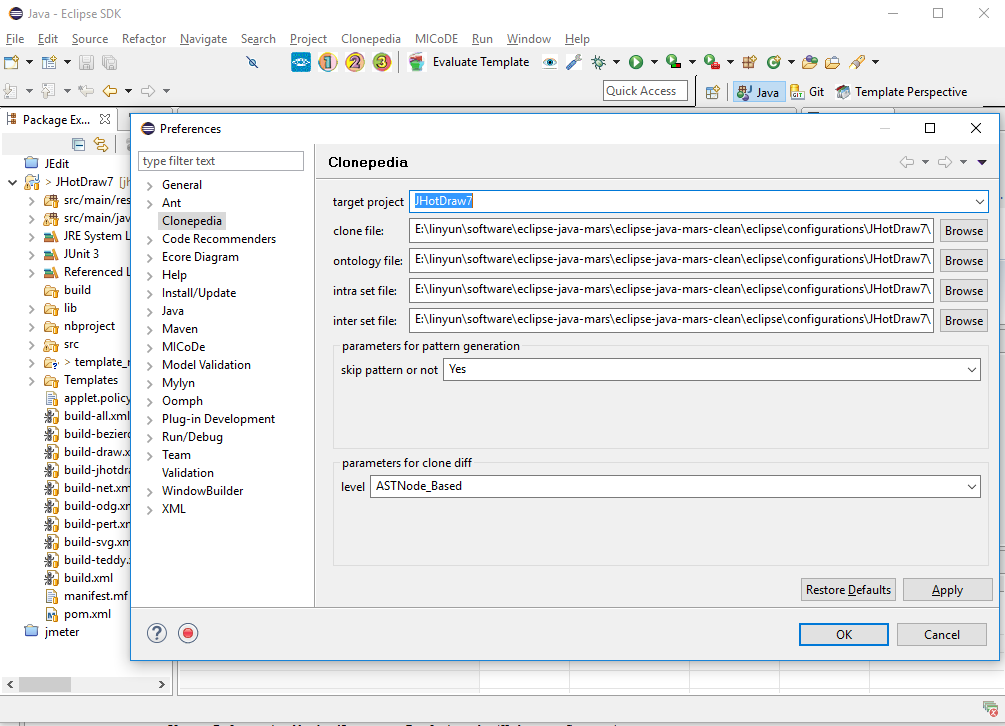 Java - Eclipse SDK
File Edit Source Refactor Navigate Search Project Clonepedia MICoDE Run Window Help
1 2 3 Evaluate Template
Quick Access Java Git Template Perspective
Package Ex...
JEdit
> JHotDraw7 [jh
src/main/res
src/main/jav
JRE System L
JUnit 3
Referenced L
build
lib
nbproject
src
> template_r
Templates
applet.policy
build-all.xml
build-bezier
build-draw.x
build-jhotdra
build-net.xm
build-odg.xm
build-pert.xm
build-svg.xm
build-teddy.
build.xml
manifest.mf
pom.xml
jmeter
Preferences
type filter text
General
Ant
Clonepedia
Code Recommenders
Ecore Diagram
Help
Install/Update
Java
Maven
MICoDe
Model Validation
Mylyn
Oomph
Plug-in Development
Run/Debug
Team
Validation
WindowBuilder
XML
Clonepedia
target project JHotDraw7
clone file: E:\linyun\software\eclipse-java-mars\eclipse-java-mars-clean\eclipse\configurations\JHotDraw7\ Browse
ontology file: E:\linyun\software\eclipse-java-mars\eclipse-java-mars-clean\eclipse\configurations\JHotDraw7\ Browse
intra set file: E:\linyun\software\eclipse-java-mars\eclipse-java-mars-clean\eclipse\configurations\JHotDraw7\ Browse
inter set file: E:\linyun\software\eclipse-java-mars\eclipse-java-mars-clean\eclipse\configurations\JHotDraw7\ Browse
parameters for pattern generation
skip pattern or not Yes
parameters for clone diff
level ASTNode_Based
Restore Defaults Apply
OK Cancel